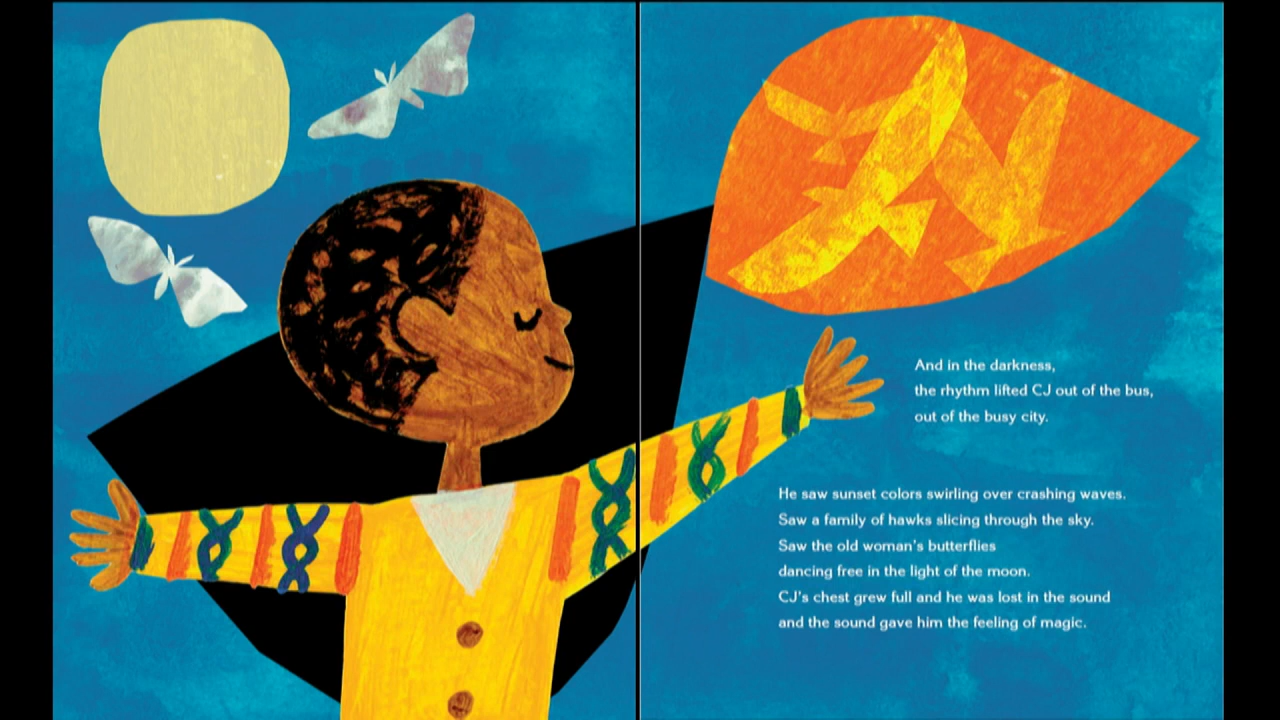 And in the darkness,
the rhythm lifted CJ out of the bus,
out of the busy city.
He saw sunset colors swirling over crashing waves.
Saw a family of hawks slicing through the sky.
Saw the old woman's butterflies
dancing free in the light of the moon.
CJ's chest grew full and he was lost in the sound
and the sound gave him the feeling of magic.